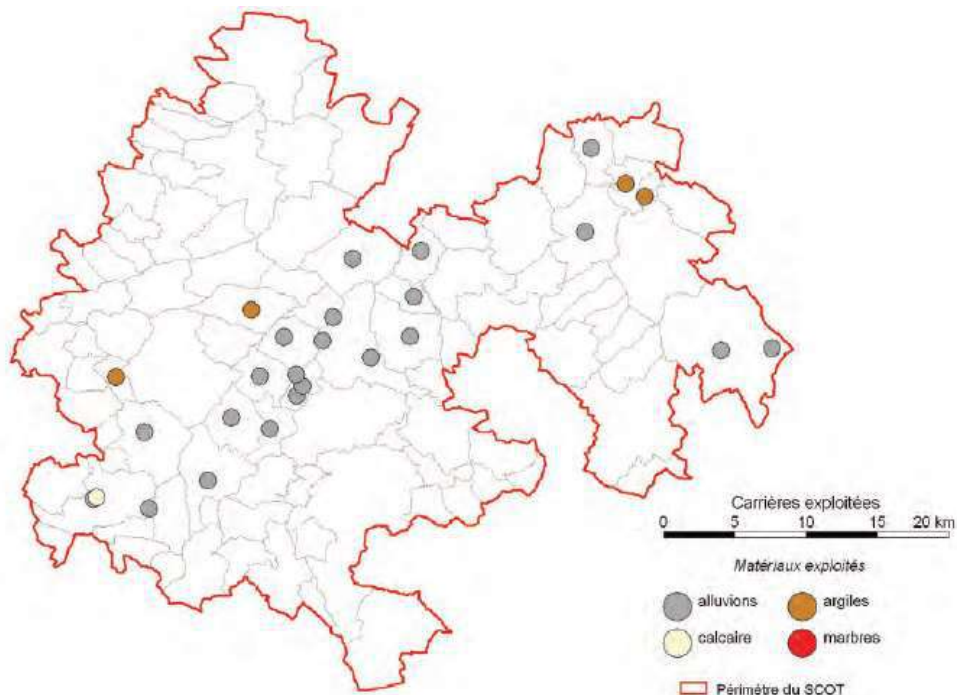 Carrières exploitées
0 5 10 15 20 km
Matériaux exploités
alluvions argiles
calcaire marbres
Périmètre du SCOT